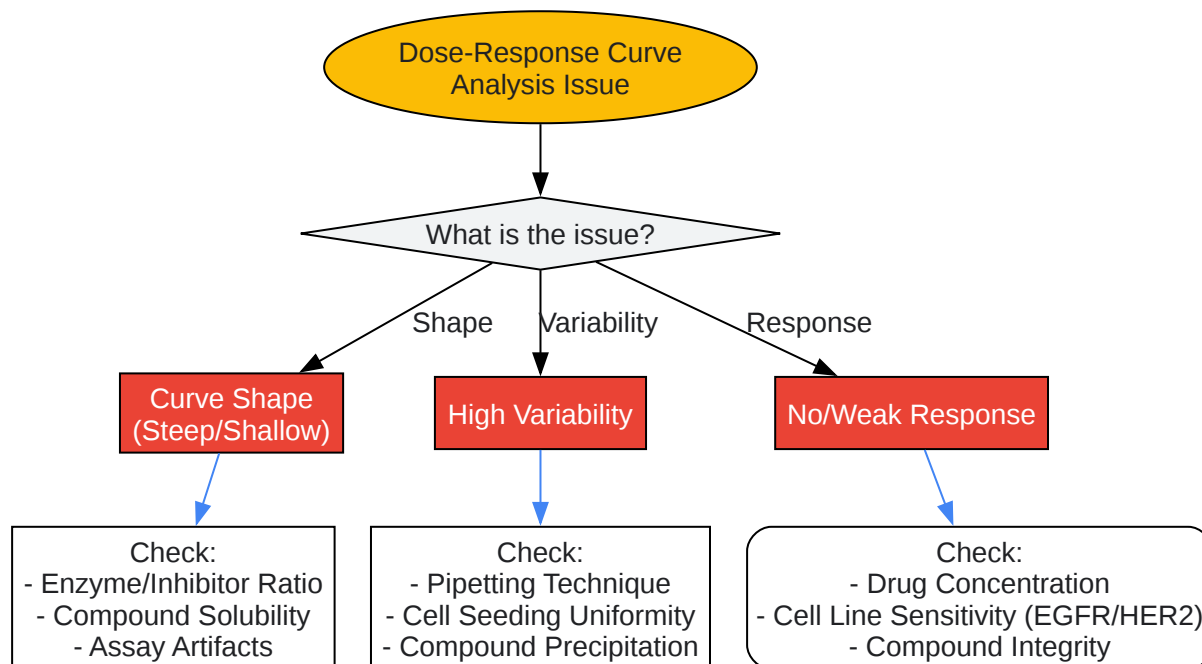 Dose-Response Curve
Analysis Issue
What is the issue?
Shape
Variability
Response
Curve Shape
(Steep/Shallow)
High Variability
No/Weak Response
Check:
- Enzyme/Inhibitor Ratio
- Compound Solubility
- Assay Artifacts
Check:
- Pipetting Technique
- Cell Seeding Uniformity
- Compound Precipitation
Check:
- Drug Concentration
- Cell Line Sensitivity (EGFR/HER2)
- Compound Integrity